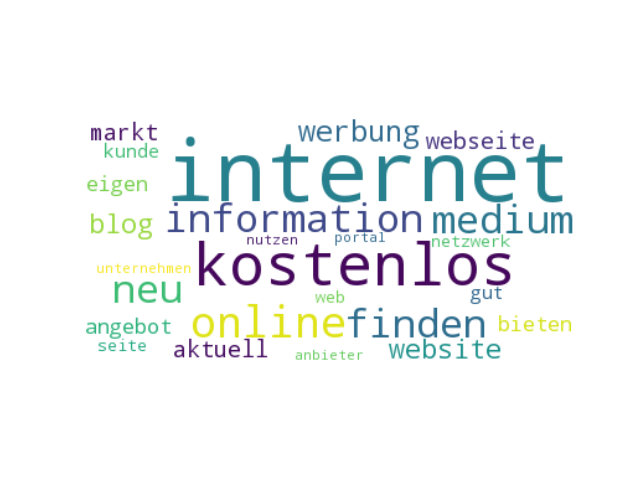 markt werbung webseite
kunde internet
eigen
blog information medium
nutzen portal netzwerk
unternehmen kostenlos
neu web gut
angebot online finden bieten
seite aktuell anbieter website